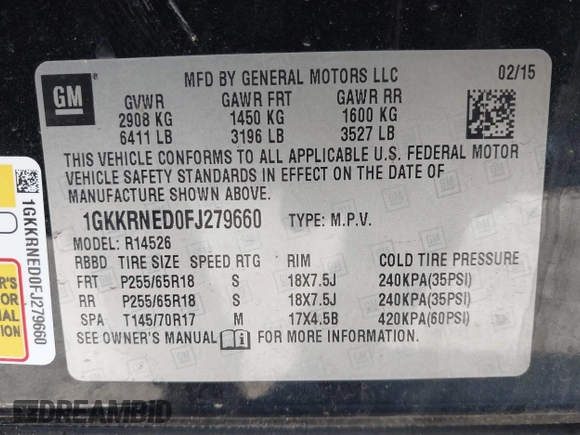 GM
MFD BY GENERAL MOTORS LLC
02/15
GVWR GAWR FRT GAWR RR
2908 KG 1450 KG 1600 KG
6411 LB 3196 LB 3527 LB
THIS VEHICLE CONFORMS TO ALL APPLICABLE U.S. FEDERAL MOTOR
VEHICLE SAFETY STANDARDS IN EFFECT ON THE DATE OF
MANUFACTURE SHOWN ABOVE.
1GKKRNED0FJ279660 TYPE: M.P.V.
MODEL: R14526
RBBD TIRE SIZE SPEED RTG RIM COLD TIRE PRESSURE
FRT P255/65R18 S 18X7.5J 240KPA(35PSI)
RR P255/65R18 S 18X7.5J 240KPA(35PSI)
SPA T145/70R17 M 17X4.5B 420KPA(60PSI)
SEE OWNER'S MANUAL FOR MORE INFORMATION.
1GKKRNED0FJ279660
DREAMBID